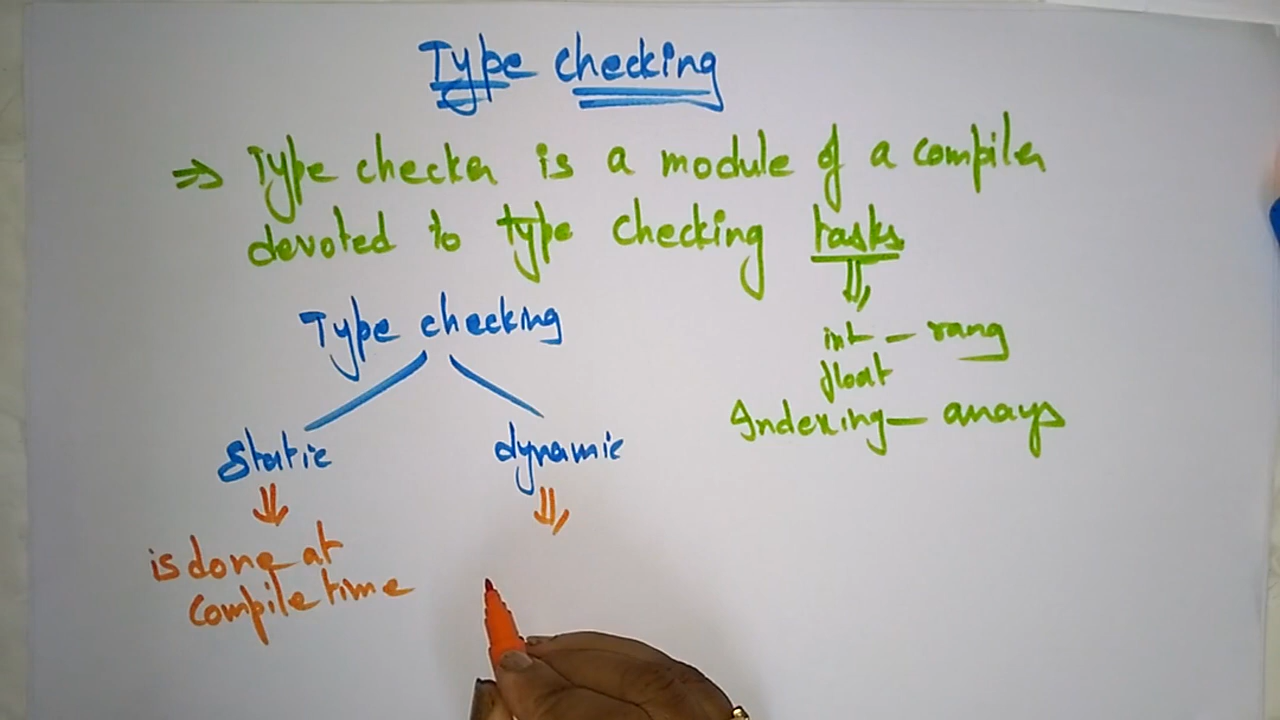 Type checking
⇒ Type checker is a module of a compiler
devoted to type checking tasks
Type checking
int - rang
float
Indexing - arrays
Static
dynamic
is done at
compile time